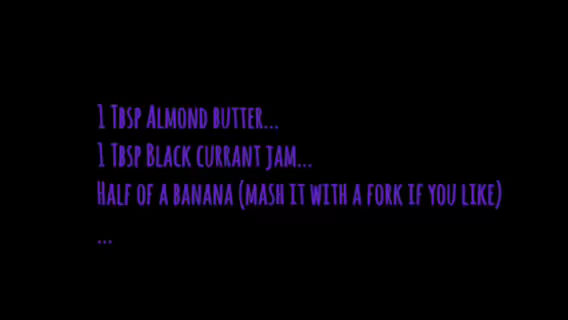 1 Tbsp Almond butter...
1 Tbsp Black currant jam...
Half of a banana (mash it with a fork if you like)
...